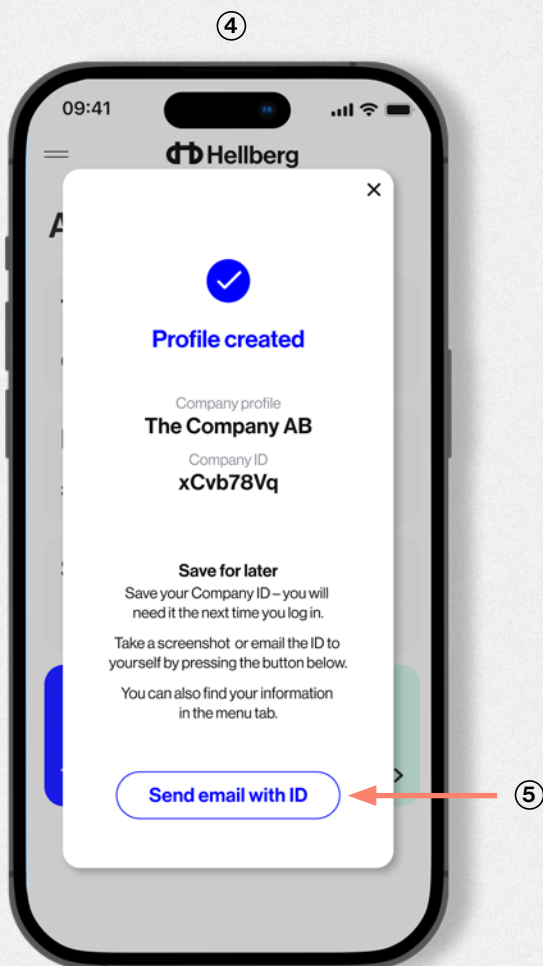 ④
09:41
Hellberg
A
Profile created
Company profile
The Company AB
Company ID
xCvb78Vq
Save for later
Save your Company ID – you will
need it the next time you log in.
Take a screenshot or email the ID to
yourself by pressing the button below.
You can also find your information
in the menu tab.
Send email with ID
⑤